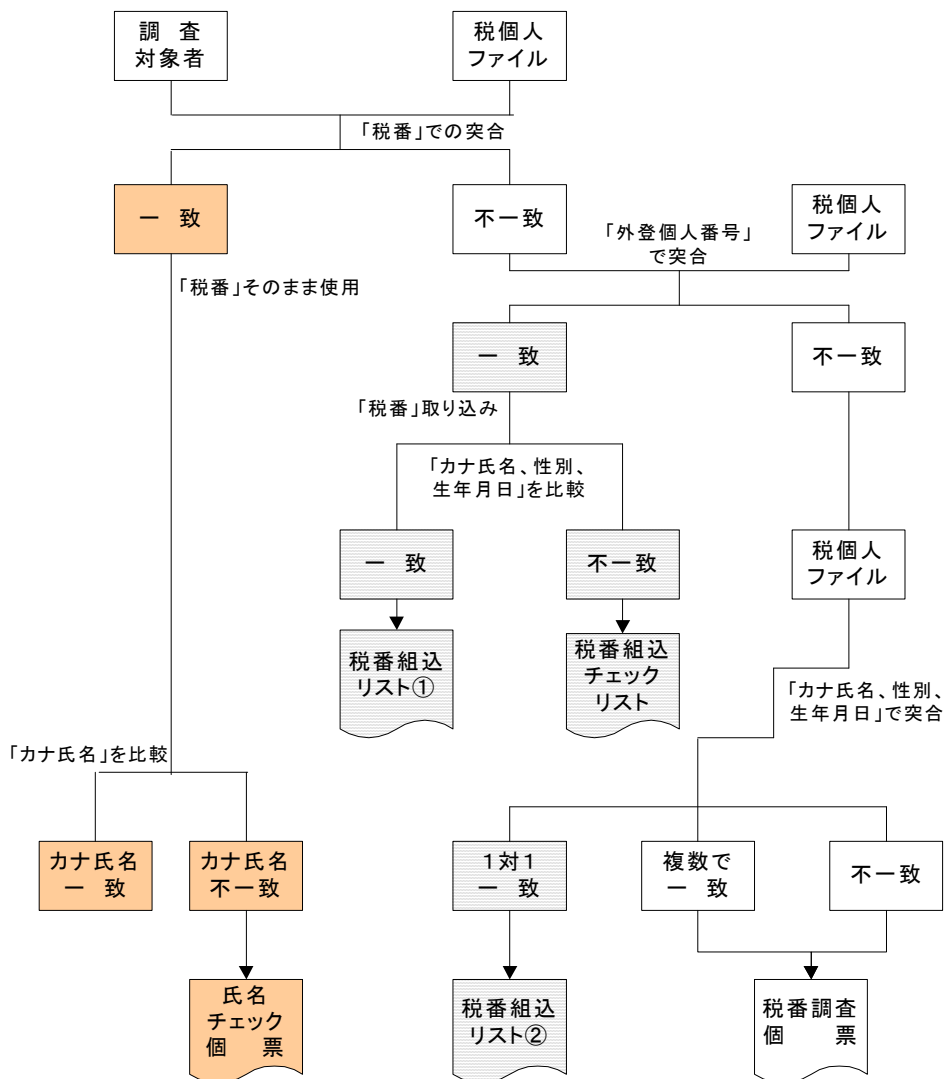 調 査
対象者
税個人
ファイル
「税番」での突合
一 致
不一致
「外登個人番号」
で突合
税個人
ファイル
「税番」そのまま使用
一 致
不一致
「税番」取り込み
「カナ氏名、性別、
生年月日」を比較
一 致
不一致
税個人
ファイル
税番組込
リスト①
税番組込
チェック
リスト
「カナ氏名、性別、
生年月日」で突合
「カナ氏名」を比較
カナ氏名
一 致
カナ氏名
不一致
1対1
一 致
複数で
一 致
不一致
氏名
チェック
個 票
税番組込
リスト②
税番調査
個 票